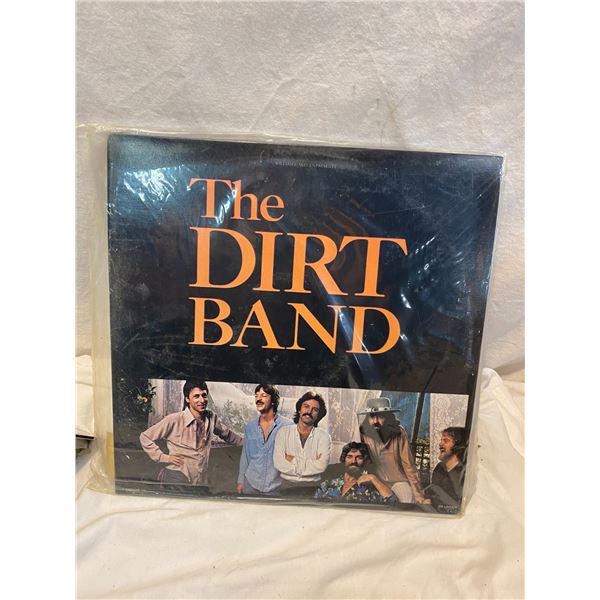 The
DIRT
BAND